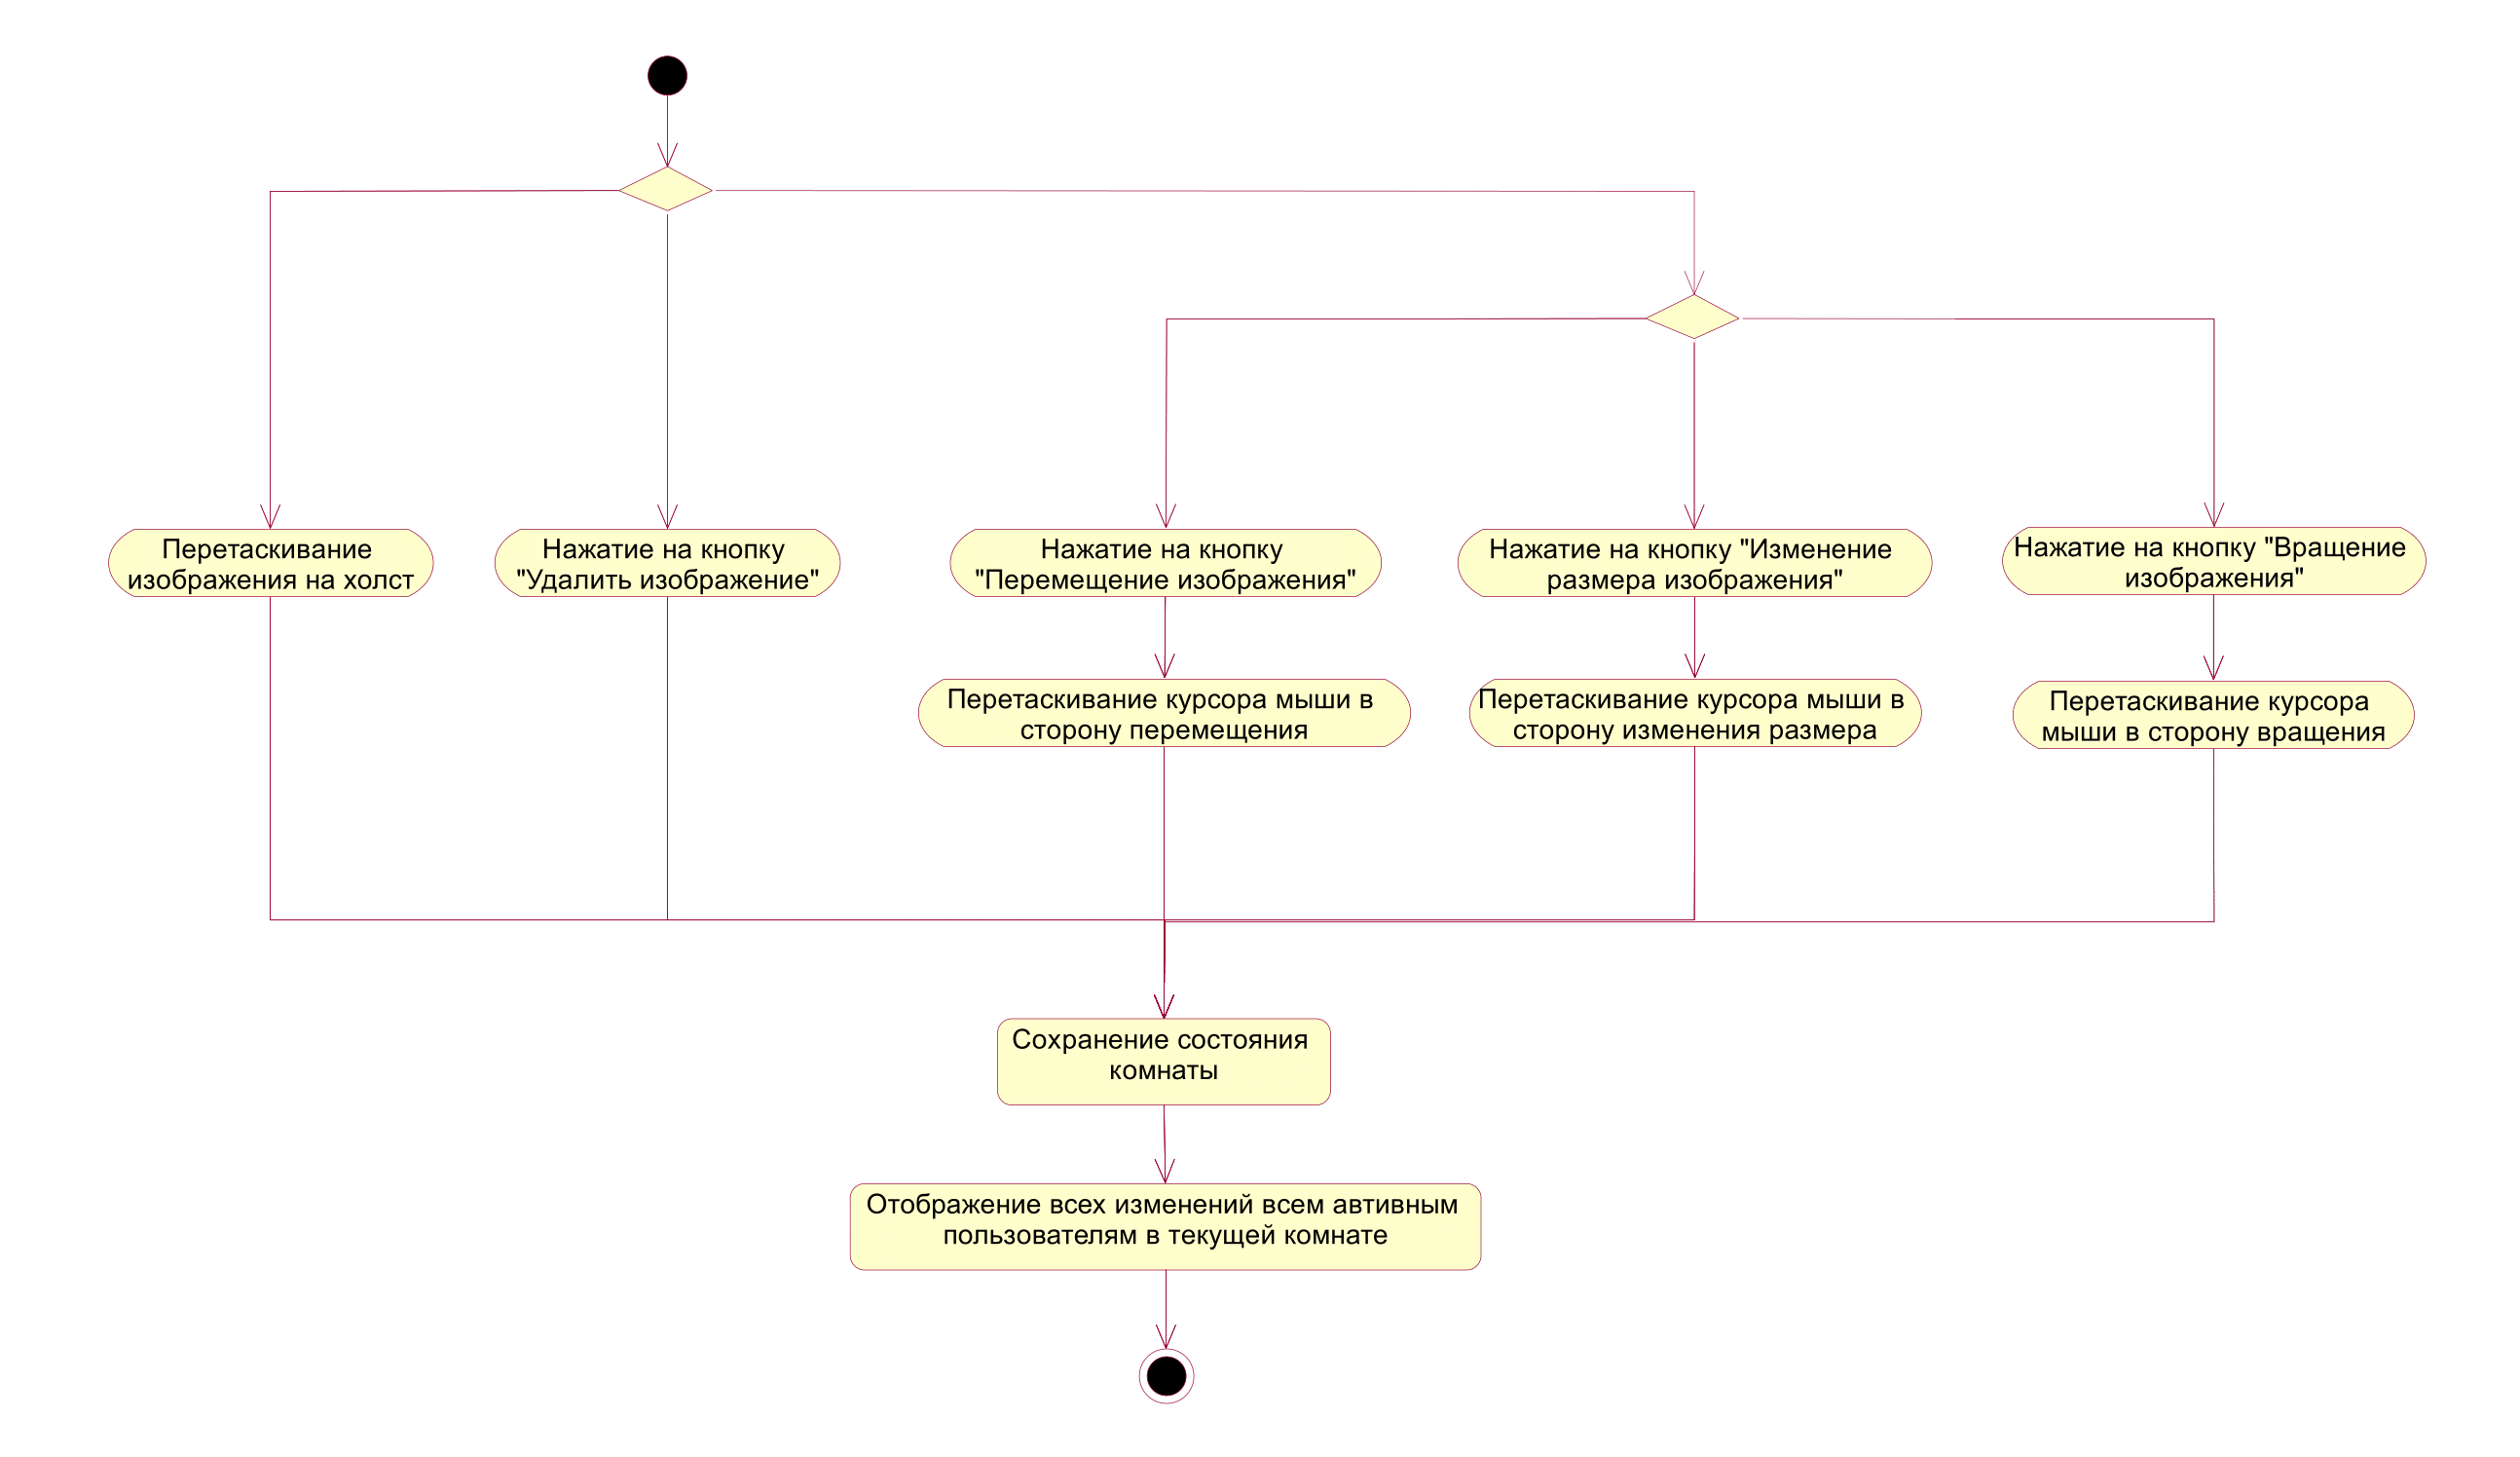 Перетаскивание
изображения на холст
Нажатие на кнопку
"Удалить изображение"
Нажатие на кнопку
"Перемещение изображения"
Нажатие на кнопку "Изменение
размера изображения"
Нажатие на кнопку "Вращение
изображения"
Перетаскивание курсора мыши в
сторону перемещения
Перетаскивание курсора мыши в
сторону изменения размера
Перетаскивание курсора
мыши в сторону вращения
Сохранение состояния
комнаты
Отображение всех изменений всем автивным
пользователям в текущей комнате